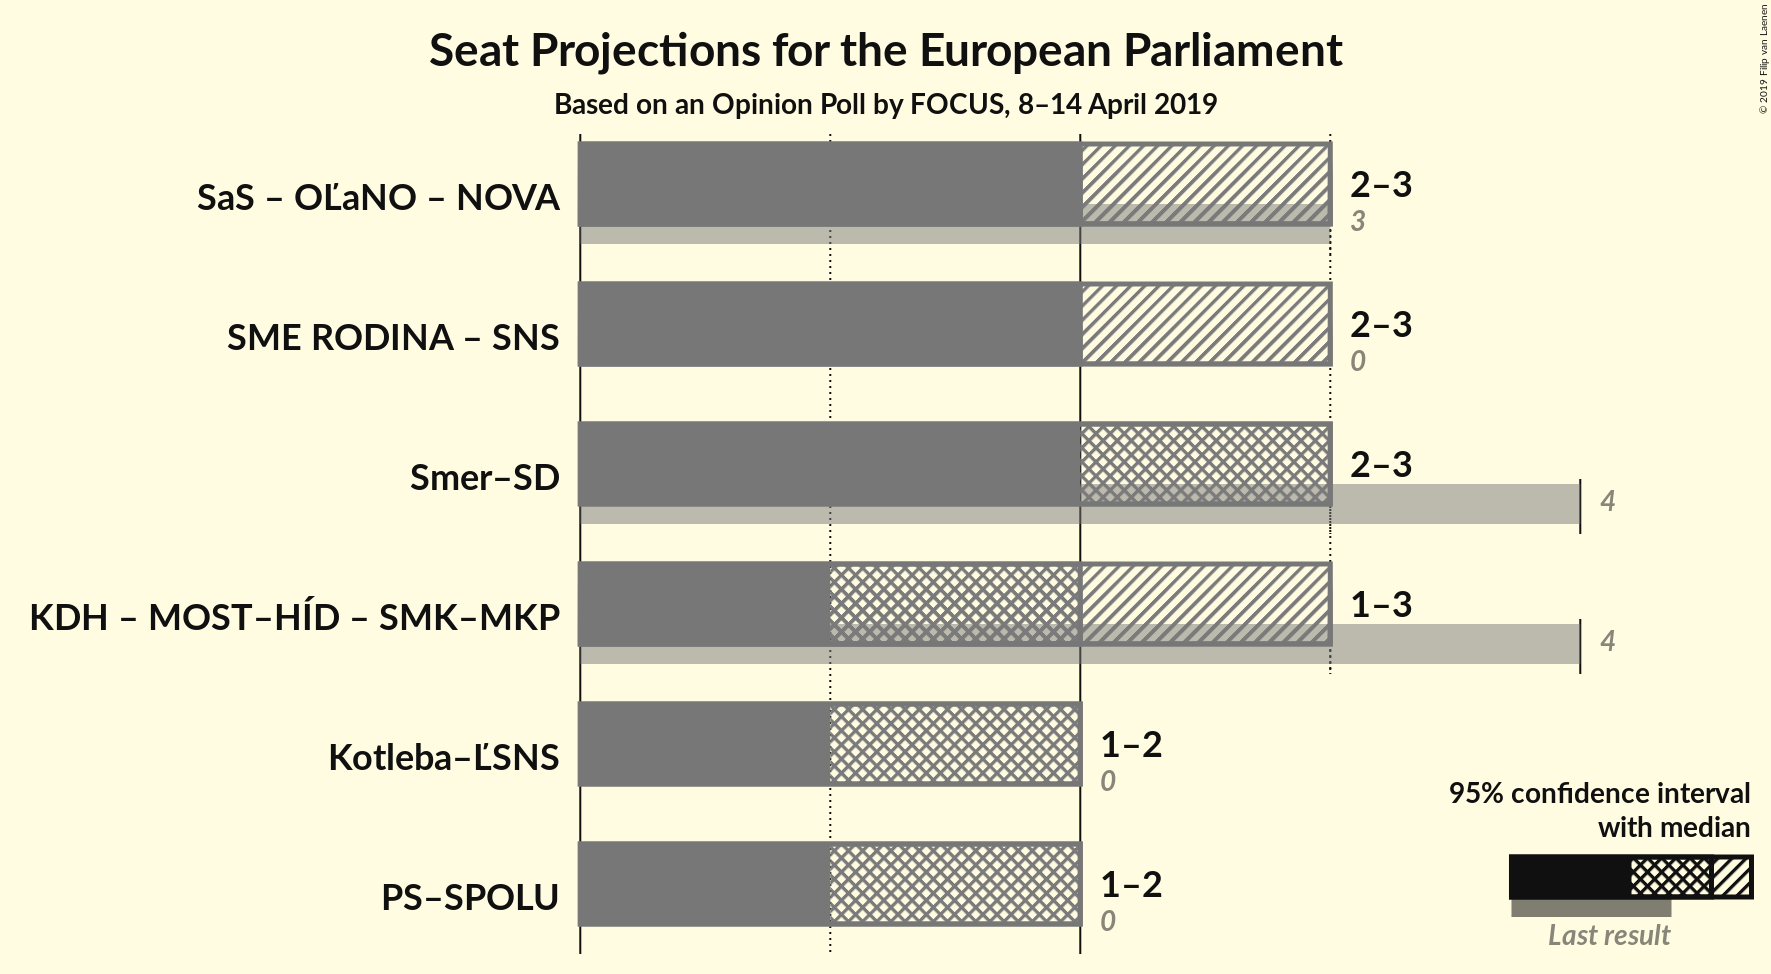 Seat Projections for the European Parliament
Based on an Opinion Poll by FOCUS, 8–14 April 2019
© 2019 Filip van Laenen
SaS – OĽaNO – NOVA
2–3
3
SME RODINA – SNS
2–3
0
Smer–SD
2–3
4
KDH – MOST–HÍD – SMK–MKP
1–3
4
Kotleba–ĽSNS
1–2
0
PS–SPOLU
1–2
0
95% confidence interval
with median
Last result